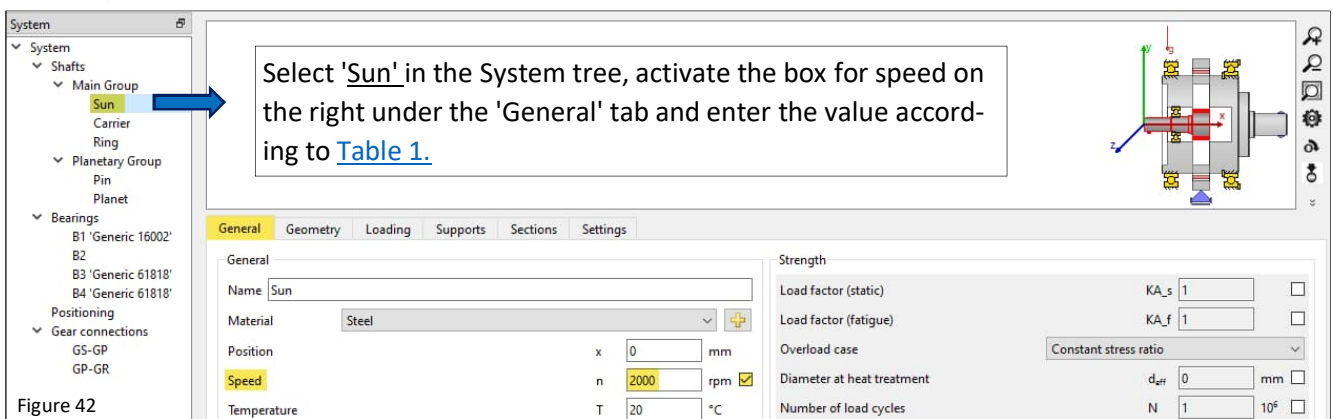 System
System
Shafts
Main Group
Sun
Carrier
Ring
Planetary Group
Pin
Planet
Bearings
B1 'Generic 16002'
B2
B3 'Generic 61818'
B4 'Generic 61818'
Positioning
Gear connections
GS-GP
GP-GR
Figure 42
Select 'Sun' in the System tree, activate the box for speed on
the right under the 'General' tab and enter the value accord-
ing to Table 1.
y
g
x
z
General Geometry Loading Supports Sections Settings
General
Name Sun
Material Steel
Position x 0 mm
Speed n 2000 rpm
Temperature T 20 °C
Strength
Load factor (static) KA_s 1
Load factor (fatigue) KA_f 1
Overload case Constant stress ratio
Diameter at heat treatment deff 0 mm
Number of load cycles N 1 10⁶